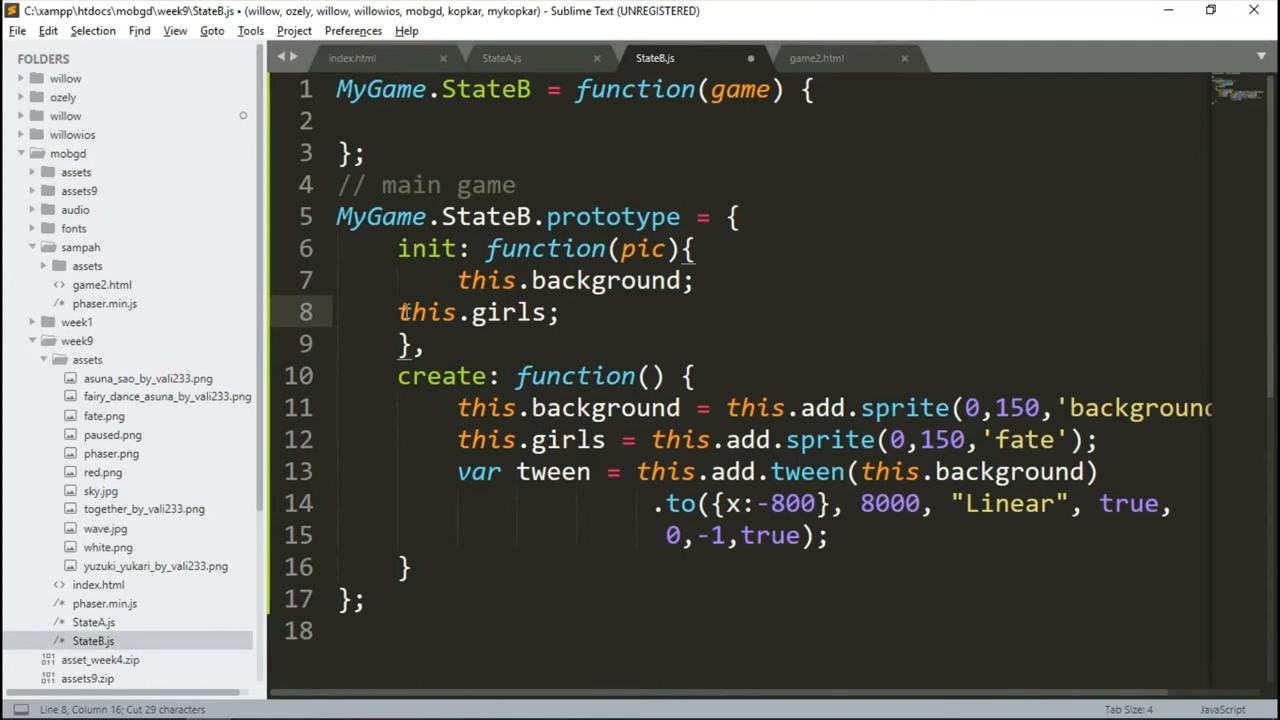 C:\xampp\htdocs\mobgd\week9\StateB.js • (willow, ozely, willow, willowios, mobgd, kopkar, mykopkar) - Sublime Text (UNREGISTERED)
File Edit Selection Find View Goto Tools Project Preferences Help
FOLDERS
willow
ozely
willow
willowios
mobgd
assets
assets9
audio
fonts
sampah
assets
game2.html
phaser.min.js
week1
week9
assets
asuna_sao_by_vali233.png
fairy_dance_asuna_by_vali233.png
fate.png
paused.png
phaser.png
red.png
sky.jpg
together_by_vali233.png
wave.jpg
white.png
yuzuki_yukari_by_vali233.png
index.html
phaser.min.js
StateA.js
StateB.js
asset_week4.zip
assets9.zip
index.html StateA.js StateB.js game2.html
1 MyGame.StateB = function(game) {
2
3 };
4 // main game
5 MyGame.StateB.prototype = {
6 init: function(pic){
7 this.background;
8 this.girls;
9 },
10 create: function() {
11 this.background = this.add.sprite(0,150,'background
12 this.girls = this.add.sprite(0,150,'fate');
13 var tween = this.add.tween(this.background)
14 .to({x:-800}, 8000, "Linear", true,
15 0,-1,true);
16 }
17 };
18
Line 8, Column 16; Cut 29 characters Tab Size: 4 JavaScript